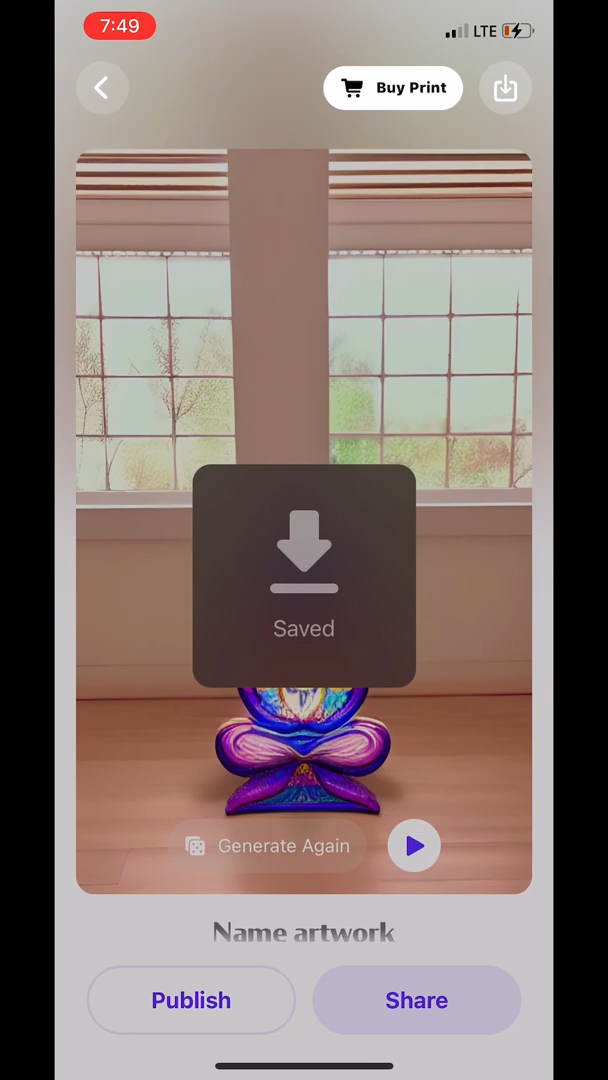 7:49
LTE
Buy Print
Saved
Generate Again
Name artwork
Publish
Share